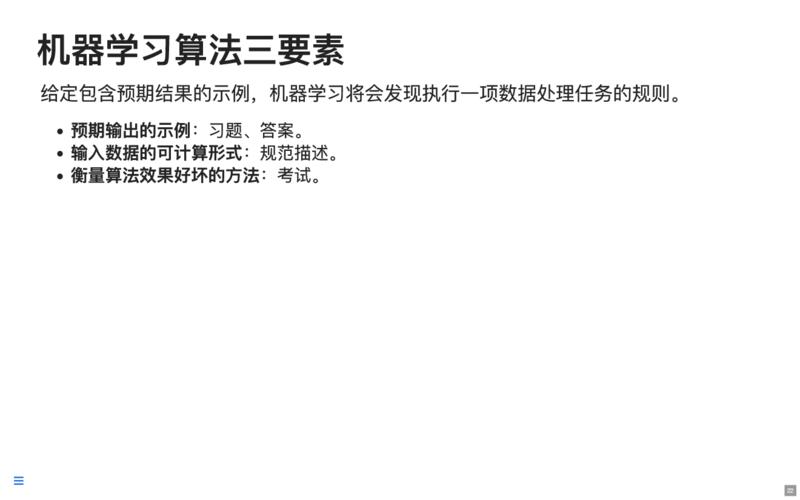 机器学习算法三要素
给定包含预期结果的示例，机器学习将会发现执行一项数据处理任务的规则。
• 预期输出的示例：习题、答案。
• 输入数据的可计算形式：规范描述。
• 衡量算法效果好坏的方法：考试。
22